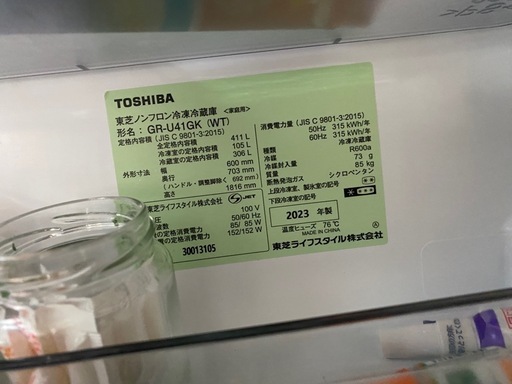 TOSHIBA
東芝ノンフロン冷凍冷蔵庫 <家庭用>
形名: GR-U41GK (WT)
定格内容積 (JIS C 9801-3:2015)
全定格内容積 411 L
冷凍室の定格内容積 105 L
冷蔵室の定格内容積 306 L
外形寸法 幅 600 mm
奥行 703 mm
(ハンドル・調整脚除く 692 mm)
高さ 1816 mm
東芝ライフスタイル株式会社 JET
圧 100 V
波数 50/60 Hz
85/ 85 W
152/152 W
30013105
消費電力量 (JIS C 9801-3:2015)
50Hz 315 kWh/年
60Hz 315 kWh/年
種類 冷凍冷蔵庫
冷媒 R600a
冷媒封入量 73 g
質量 85 kg
断熱発泡ガス シクロペンタン
上段冷凍室、製氷室の記号
下段冷凍室の記号
2023 年製
温度ヒューズ 76℃
MADE IN CHINA
東芝ライフスタイル株式会社